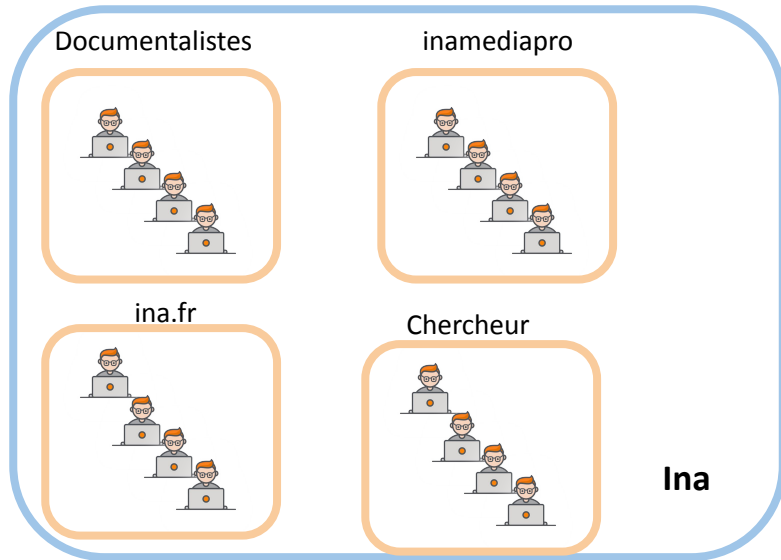 Documentalistes
inamediapro
ina.fr
Chercheur
Ina